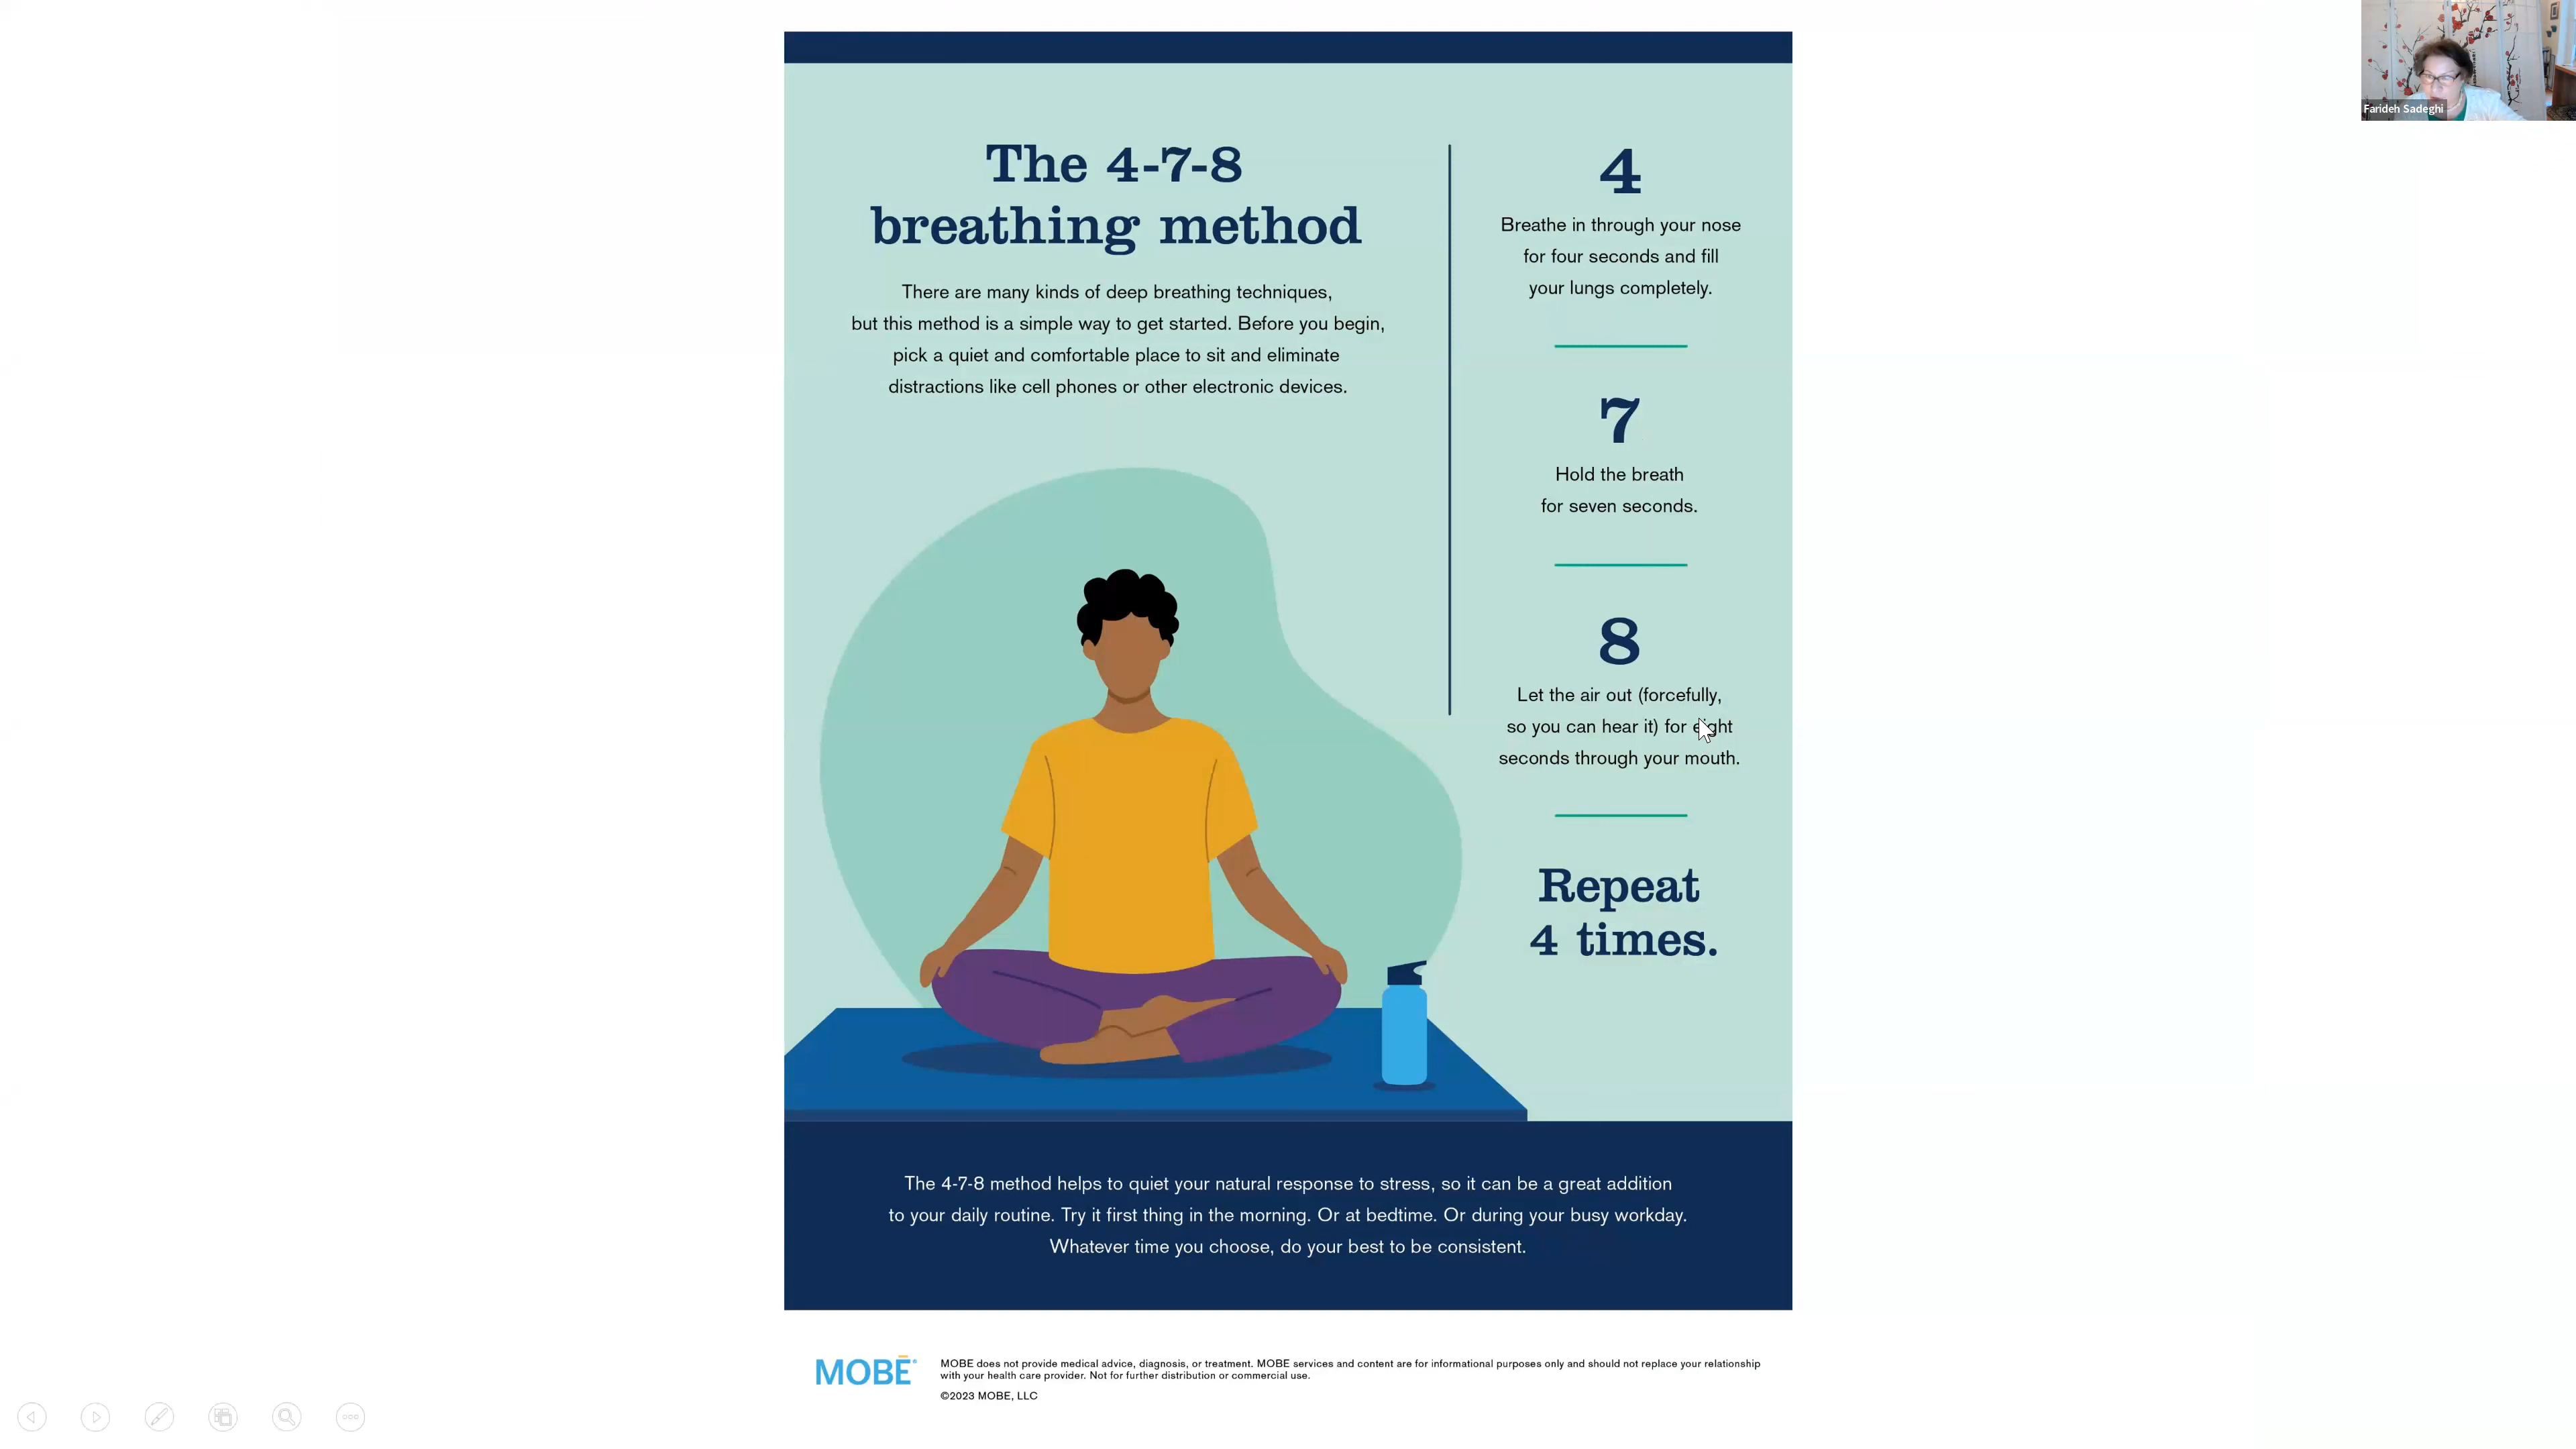 The 4-7-8
breathing method
There are many kinds of deep breathing techniques,
but this method is a simple way to get started. Before you begin,
pick a quiet and comfortable place to sit and eliminate
distractions like cell phones or other electronic devices.
4
Breathe in through your nose
for four seconds and fill
your lungs completely.
7
Hold the breath
for seven seconds.
8
Let the air out (forcefully,
so you can hear it) for eight
seconds through your mouth.
Repeat
4 times.
The 4-7-8 method helps to quiet your natural response to stress, so it can be a great addition
to your daily routine. Try it first thing in the morning. Or at bedtime. Or during your busy workday.
Whatever time you choose, do your best to be consistent.
MOBĒ®
MOBE does not provide medical advice, diagnosis, or treatment. MOBE services and content are for informational purposes only and should not replace your relationship
with your health care provider. Not for further distribution or commercial use.
©2023 MOBE, LLC
Farideh Sadeghi